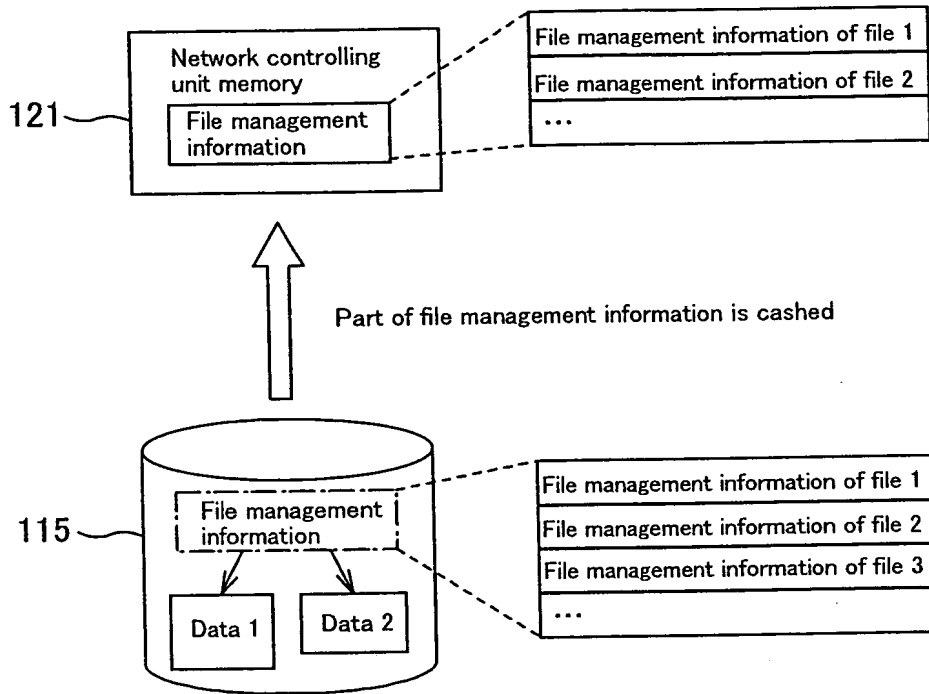 Network controlling
unit memory
File management
information
121
File management information of file 1
File management information of file 2
...
Part of file management information is cashed
115
File management
information
Data 1
Data 2
File management information of file 1
File management information of file 2
File management information of file 3
...